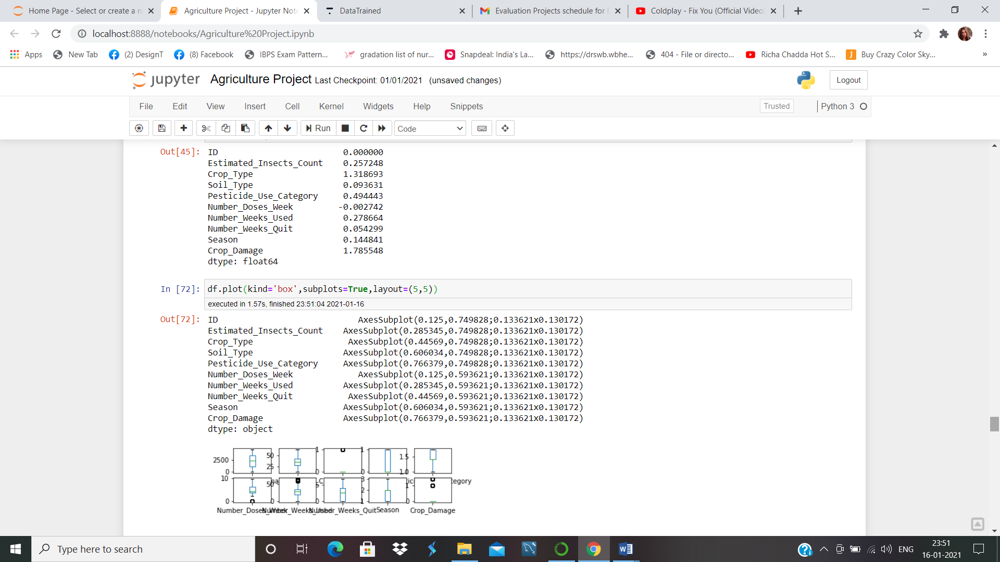 Home Page - Select or create a n
Agriculture Project - Jupyter Note
DataTrained
Evaluation Projects schedule for
Coldplay - Fix You (Official Video)
localhost:8888/notebooks/Agriculture%20Project.ipynb
Apps
New Tab
(2) DesignT
(8) Facebook
IBPS Exam Pattern...
gradation list of nur...
Snapdeal: India's La...
https://drswb.wbhe...
404 - File or directo...
Richa Chadda Hot S...
Buy Crazy Color Sky...
»
jupyter Agriculture Project Last Checkpoint: 01/01/2021 (unsaved changes)
Logout
File Edit View Insert Cell Kernel Widgets Help Snippets
Trusted
Python 3
Run
Code
Out[45]: ID 0.000000
Estimated_Insects_Count 0.257248
Crop_Type 1.318693
Soil_Type 0.093631
Pesticide_Use_Category 0.494443
Number_Doses_Week -0.002742
Number_Weeks_Used 0.278664
Number_Weeks_Quit 0.054299
Season 0.144841
Crop_Damage 1.785548
dtype: float64
In [72]: df.plot(kind='box',subplots=True,layout=(5,5))
executed in 1.57s, finished 23:51:04 2021-01-16
Out[72]: ID AxesSubplot(0.125,0.749828;0.133621x0.130172)
Estimated_Insects_Count AxesSubplot(0.285345,0.749828;0.133621x0.130172)
Crop_Type AxesSubplot(0.44569,0.749828;0.133621x0.130172)
Soil_Type AxesSubplot(0.606034,0.749828;0.133621x0.130172)
Pesticide_Use_Category AxesSubplot(0.766379,0.749828;0.133621x0.130172)
Number_Doses_Week AxesSubplot(0.125,0.593621;0.133621x0.130172)
Number_Weeks_Used AxesSubplot(0.285345,0.593621;0.133621x0.130172)
Number_Weeks_Quit AxesSubplot(0.44569,0.593621;0.133621x0.130172)
Season AxesSubplot(0.606034,0.593621;0.133621x0.130172)
Crop_Damage AxesSubplot(0.766379,0.593621;0.133621x0.130172)
dtype: object
1 1
2500 50 1.5
25
0 0 0 1.0
10 50 5 3 1 egory
2
0 0 0 1 0
Number_Doses_Week Number_Weeks_Used Number_Weeks_Quit Season Crop_Damage
Type here to search
ENG
23:51
16-01-2021